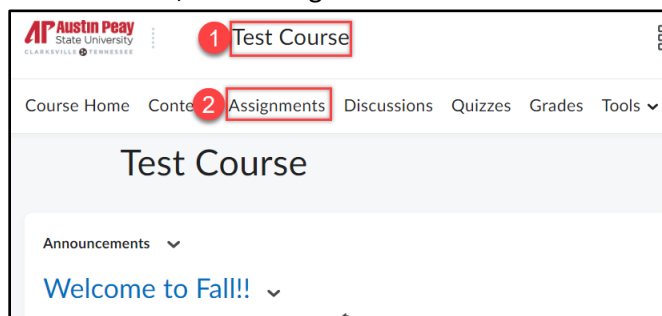 Austin Peay
State University
CLARKSVILLE TENNESSEE
1 Test Course
Course Home Conte 2 Assignments Discussions Quizzes Grades Tools
Test Course
Announcements
Welcome to Fall!!